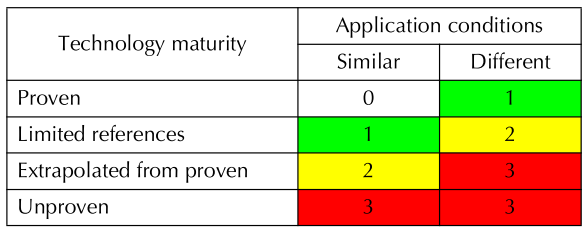 Technology maturity Application conditions
Similar Different
Proven 0 1
Limited references 1 2
Extrapolated from proven 2 3
Unproven 3 3